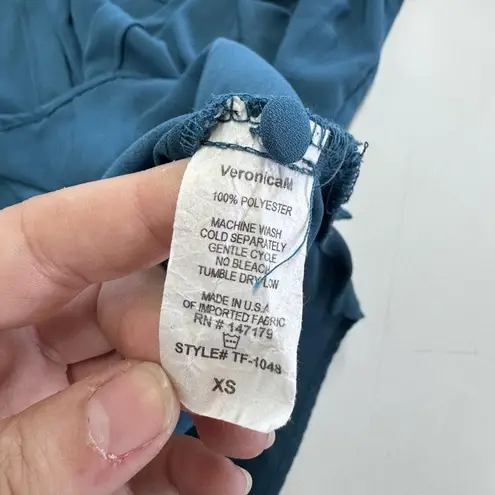 VeronicaM
100% POLYESTER
MACHINE WASH
COLD SEPARATELY
GENTLE CYCLE
NO BLEACH
TUMBLE DRY LOW
MADE IN U.S.A
OF IMPORTED FABRIC
RN# 147179
STYLE# TF-1048
XS